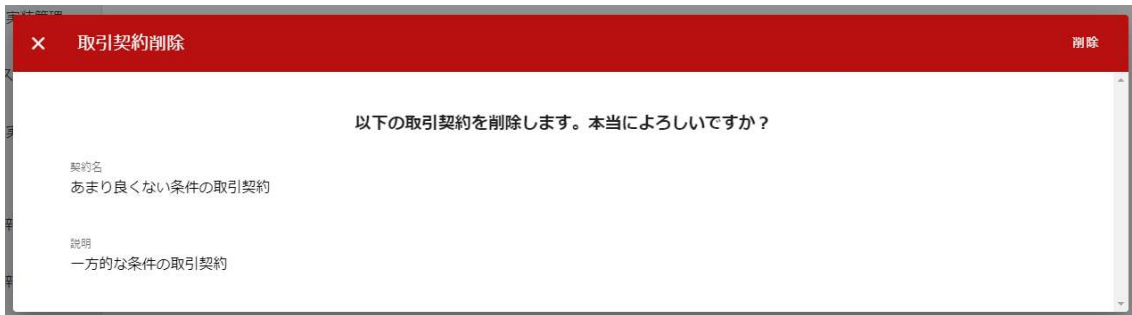 取引契約削除
削除
以下の取引契約を削除します。本当によろしいですか？
契約名
あまり良くない条件の取引契約
説明
一方的な条件の取引契約